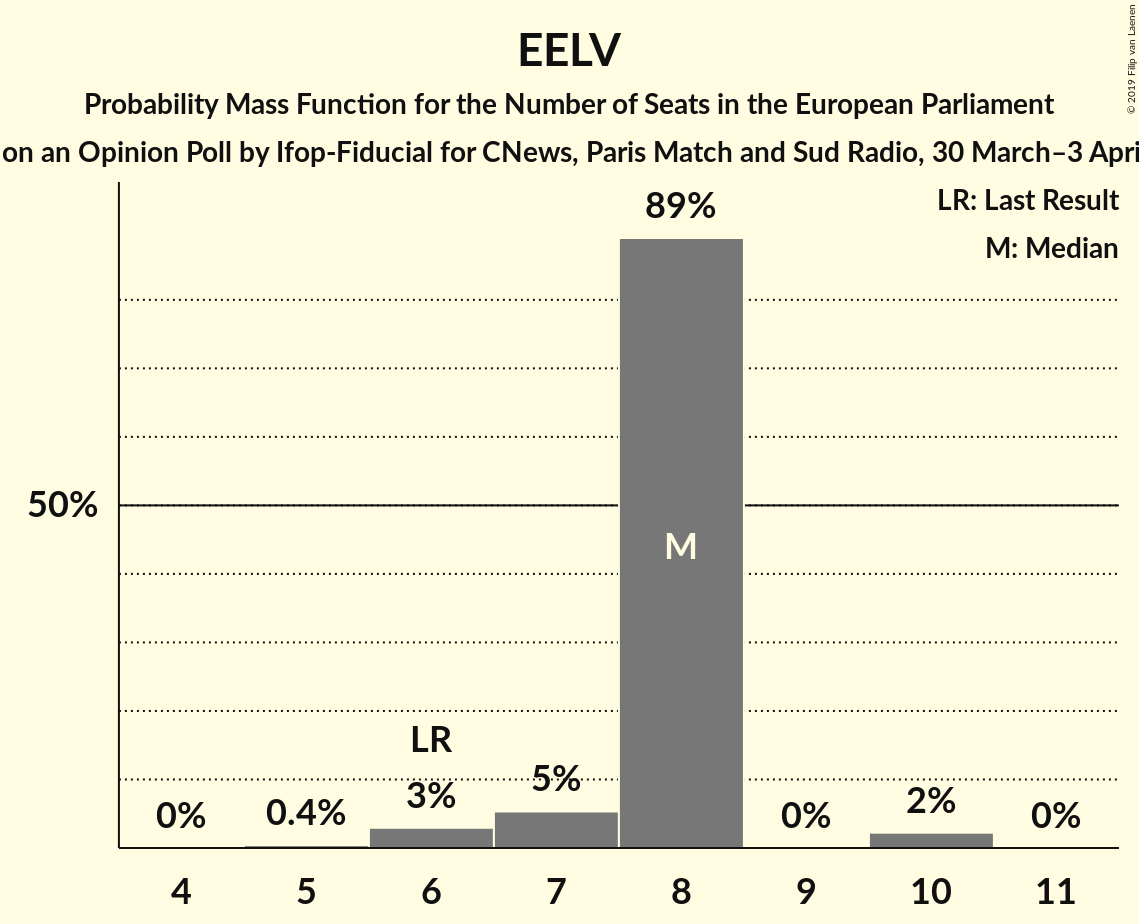 © 2019 Filip van Laenen
EELV
Probability Mass Function for the Number of Seats in the European Parliament
on an Opinion Poll by Ifop-Fiducial for CNews, Paris Match and Sud Radio, 30 March–3 Apri
LR: Last Result
M: Median
89%
50%
M
LR
0%
0.4%
3%
5%
0%
2%
0%
4 5 6 7 8 9 10 11